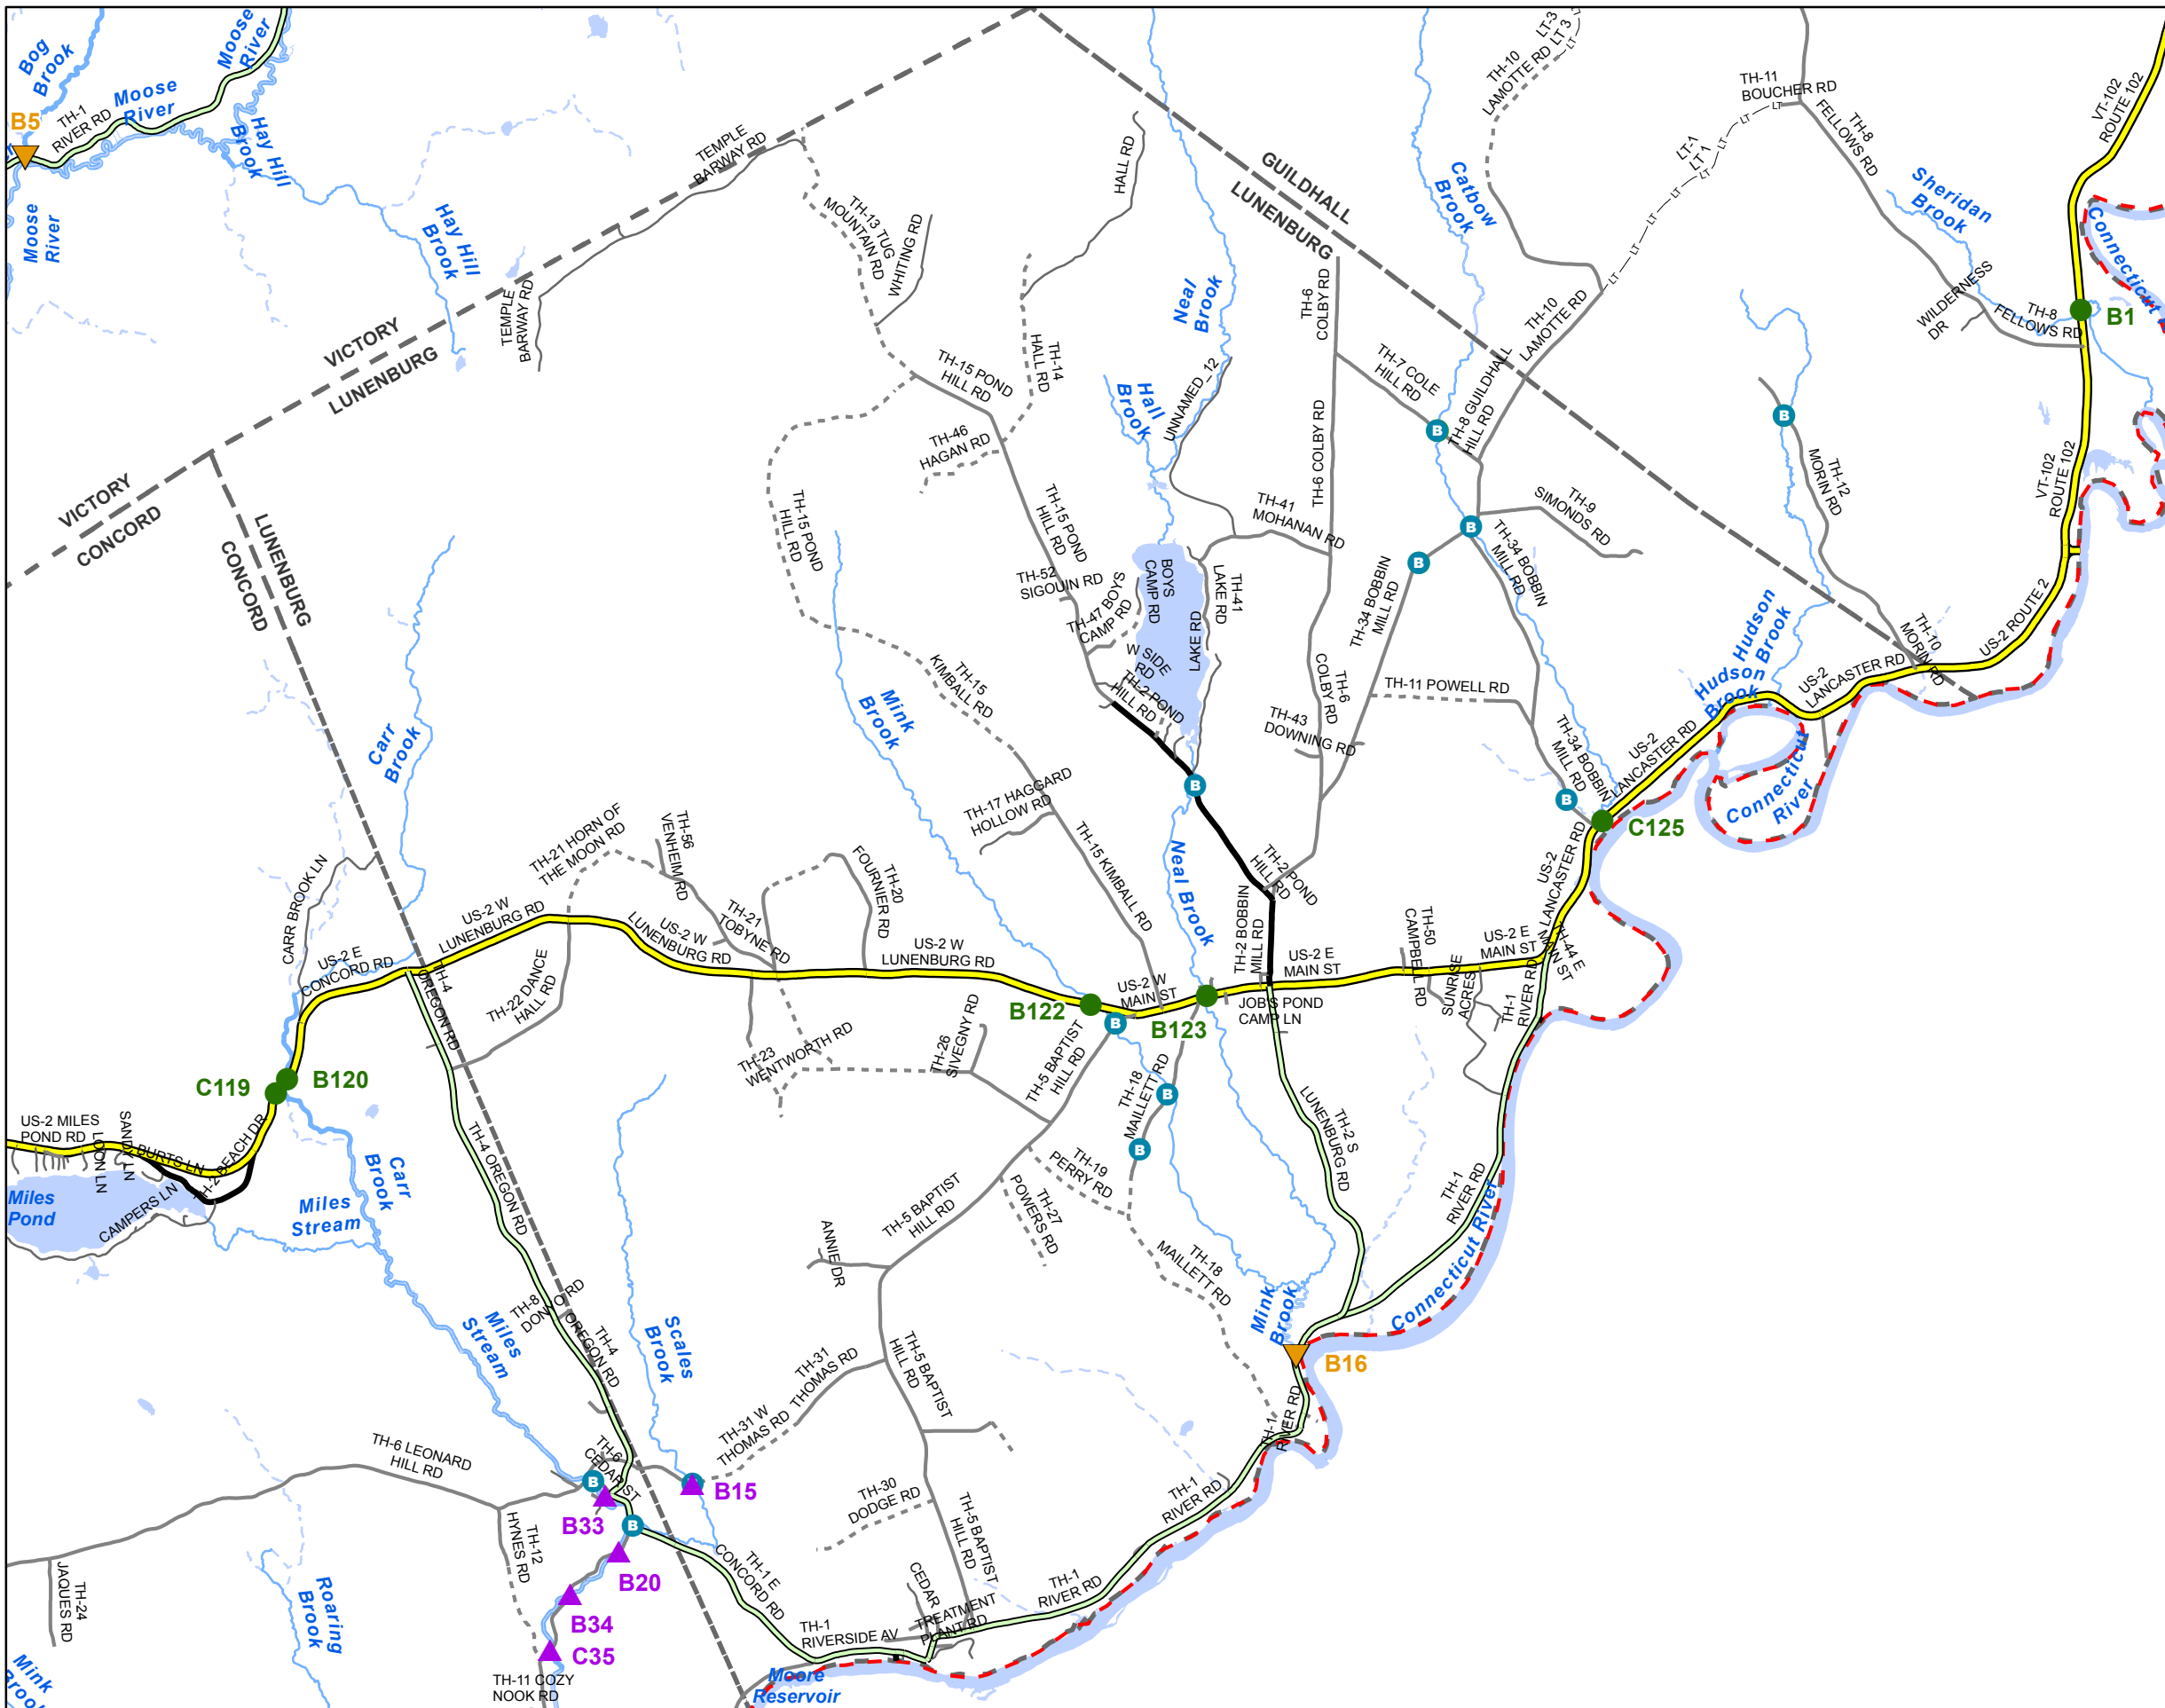 Bog
Brook
Moose
River
Moose
River
TH-1
RIVER RD
B5
Hay Hill
Brook
Moose
River
Hay Hill
Brook
TEMPLE
BARWAY RD
TEMPLE
BARWAY RD
VICTORY
LUNENBURG
VICTORY
CONCORD
LUNENBURG
CONCORD
HALL RD
TH-13 TUG
MOUNTAIN RD
WHITING RD
GUILDHALL
LUNENBURG
Neal
Brook
Catbow
Brook
TH-10
LAMOTTE RD
LT-3
LT 3
LT
LT
TH-11
BOUCHER RD
LT
LT
LT-1
LT 1
LT
LT
LT
LT
LT
TH-8
FELLOWS RD
VT-102
ROUTE 102
Sheridan
Brook
Connecticut
WILDERNESS
DR
TH-8
FELLOWS RD
B1
TH-6
COLBY RD
TH-10
LAMOTTE RD
TH-7 COLE
HILL RD
TH-8 GUILDHALL
HILL RD
B
B
TH-15 POND
HILL RD
TH-14
HALL RD
TH-46
HAGAN RD
Hall
Brook
UNNAMED_12
TH-6 COLBY RD
TH-12
MORIN RD
VT-102
ROUTE 102
TH-15 POND
HILL RD
TH-15 POND
HILL RD
TH-41
MOHANAN RD
TH-9
SIMONDS RD
B
B
TH-34 BOBBIN
MILL RD
TH-34 BOBBIN
MILL RD
TH-52
SIGOUIN RD
TH-47 BOYS
CAMP RD
BOYS
CAMP RD
TH-41
LAKE RD
LAKE RD
W SIDE
RD
TH-2 POND
HILL RD
TH-6
COLBY RD
TH-11 POWELL RD
TH-43
DOWNING RD
Hudson
Brook
Hudson
Brook
TH-10
MORIN RD
US-2 ROUTE 2
US-2
LANCASTER RD
US-2
LANCASTER RD
Connecticut
River
TH-34 BOBBIN
MILL RD
B
C125
Carr
Brook
Mink
Brook
TH-15
KIMBALL RD
B
TH-17 HAGGARD
HOLLOW RD
TH-15 KIMBALL RD
Neal Brook
TH-2 POND
HILL RD
TH-2 BOBBIN
MILL RD
US-2
LANCASTER RD
TH-21 HORN OF
THE MOON RD
TH-56
VENHEIM RD
TH-20
FOURNIER RD
TH-21
TOBYNE RD
CARR BROOK LN
US-2 E
CONCORD RD
US-2 W
LUNENBURG RD
US-2 W
LUNENBURG RD
US-2 W
LUNENBURG RD
TH-4
OREGON RD
TH-22 DANCE
HALL RD
US-2 W
MAIN ST
B122
B
B123
US-2 E
MAIN ST
JOB'S POND
CAMP LN
TH-50
CAMPBELL RD
US-2 E
MAIN ST
TH-44 E
MAIN ST
SUNRISE
ACRES
TH-1
RIVER RD
TH-23
WENTWORTH RD
TH-26
SIVEGNY RD
TH-5 BAPTIST
HILL RD
TH-18
MAILLETT RD
B
B
C119
B120
US-2 MILES
POND RD
LOON LN
SANDY LN
BURTS LN
TH-2 BEACH DR
CAMPERS LN
Miles
Pond
Carr
Brook
Miles
Stream
TH-4 OREGON RD
TH-19
PERRY RD
TH-27
POWERS RD
TH-5 BAPTIST
HILL RD
TH-2 S
LUNENBURG RD
TH-1
RIVER RD
Connecticut River
ANNIE DR
TH-18
MAILLETT RD
Mink
Brook
B16
TH-8
DONZO RD
TH-4
OREGON RD
Miles
Stream
Scales
Brook
TH-31
THOMAS RD
TH-5 BAPTIST
HILL RD
TH-31 W
THOMAS RD
TH-1
RIVER RD
TH-6 LEONARD
HILL RD
TH-6
CEDAR ST
B
B
B15
B33
B
B20
B34
C35
TH-12
HYNES RD
TH-24
JAQUES RD
Roaring
Brook
Mink
TH-11 COZY
NOOK RD
TH-1 E
CONCORD RD
TH-30
DODGE RD
TH-5 BAPTIST
HILL RD
TH-1
RIVER RD
TH-1
RIVER RD
CEDAR
TREATMENT
PLANT RD
TH-1
RIVERSIDE AV
Moore
Reservoir